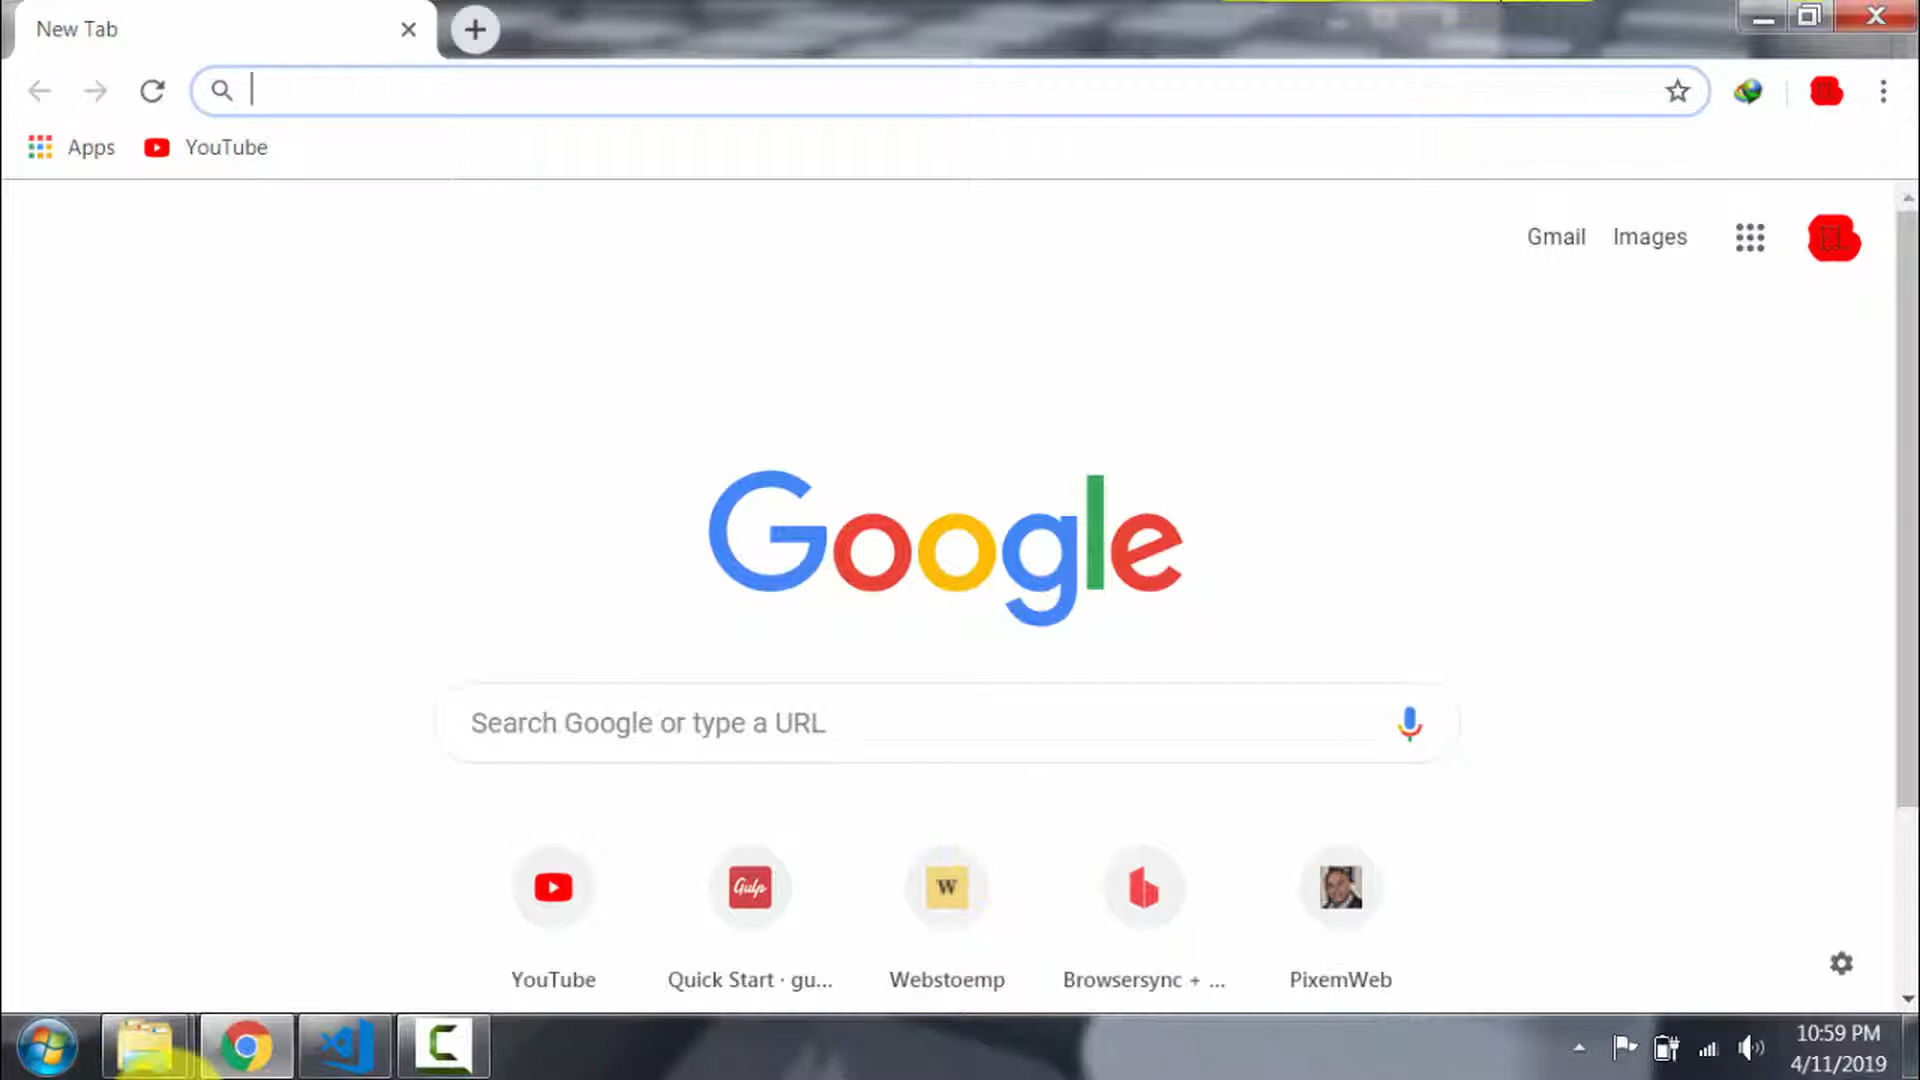 New Tab
Apps
YouTube
Gmail
Images
Google
Search Google or type a URL
Gulp
W
YouTube
Quick Start · gu...
Webstoemp
Browsersync + ...
PixemWeb
C
10:59 PM
4/11/2019